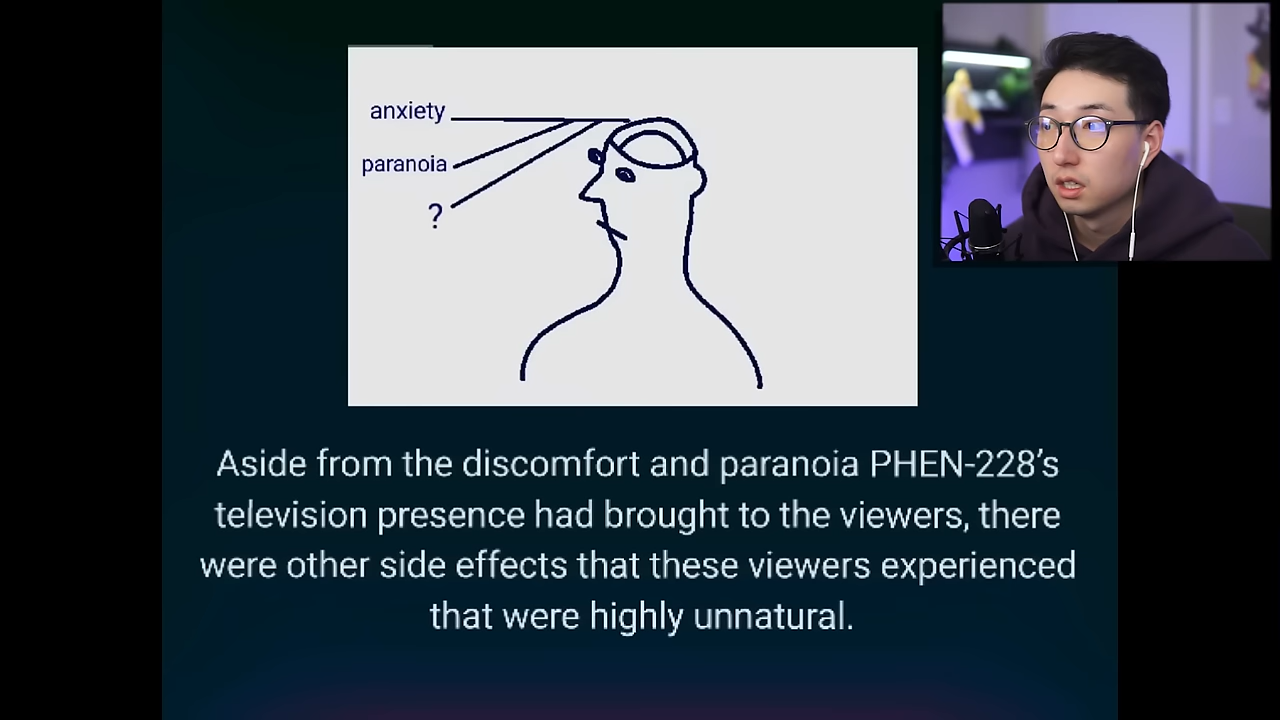 anxiety
paranoia
?
Aside from the discomfort and paranoia PHEN-228’s
television presence had brought to the viewers, there
were other side effects that these viewers experienced
that were highly unnatural.